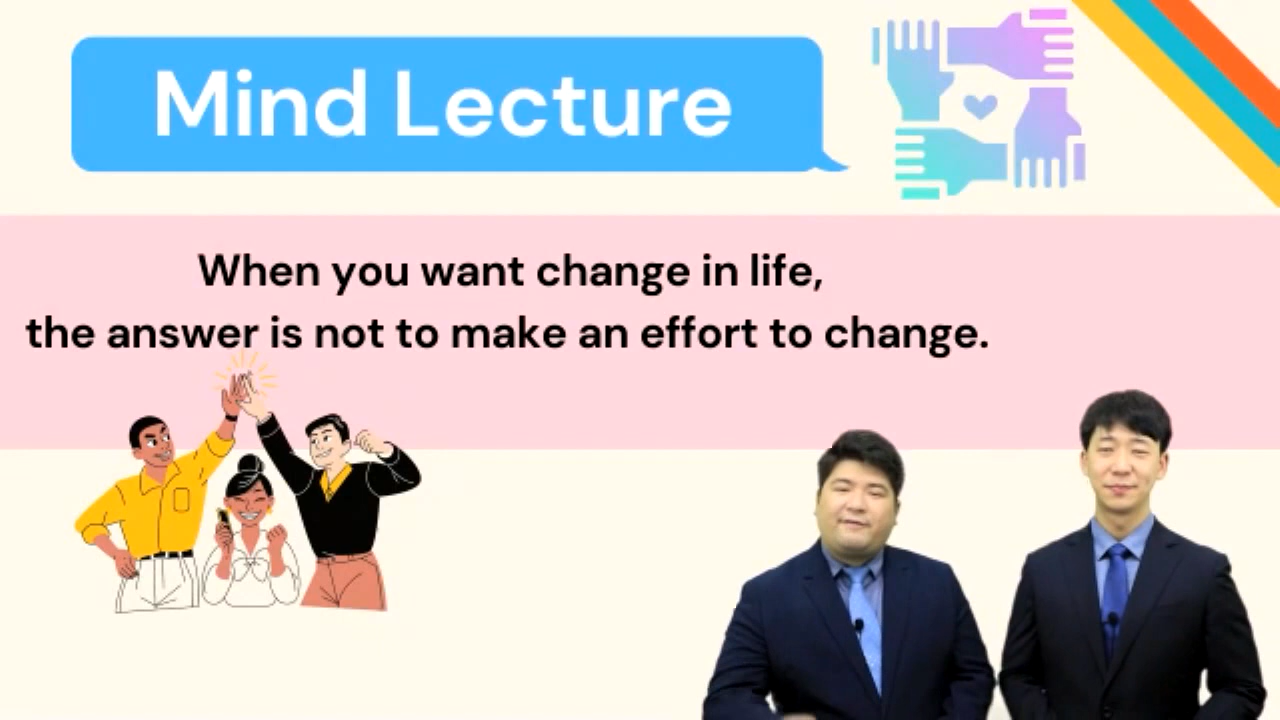 Mind Lecture
When you want change in life,
the answer is not to make an effort to change.